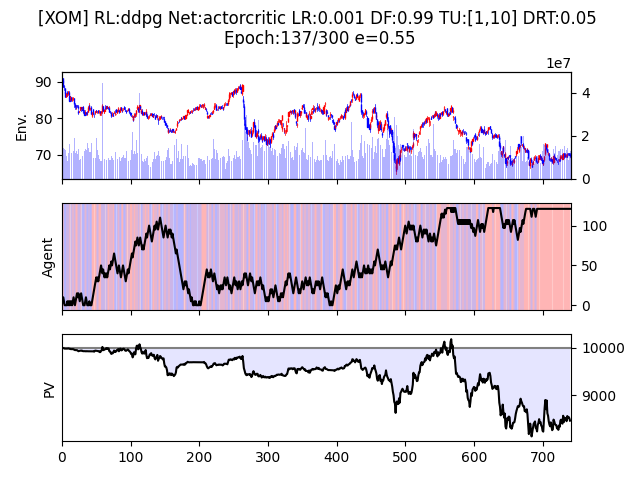 [XOM] RL:ddpg Net:actorcritic LR:0.001 DF:0.99 TU:[1,10] DRT:0.05
Epoch:137/300 e=0.55
1e7
Env.
90
80
70
4
2
0
Agent
100
50
0
PV
10000
9000
0 100 200 300 400 500 600 700